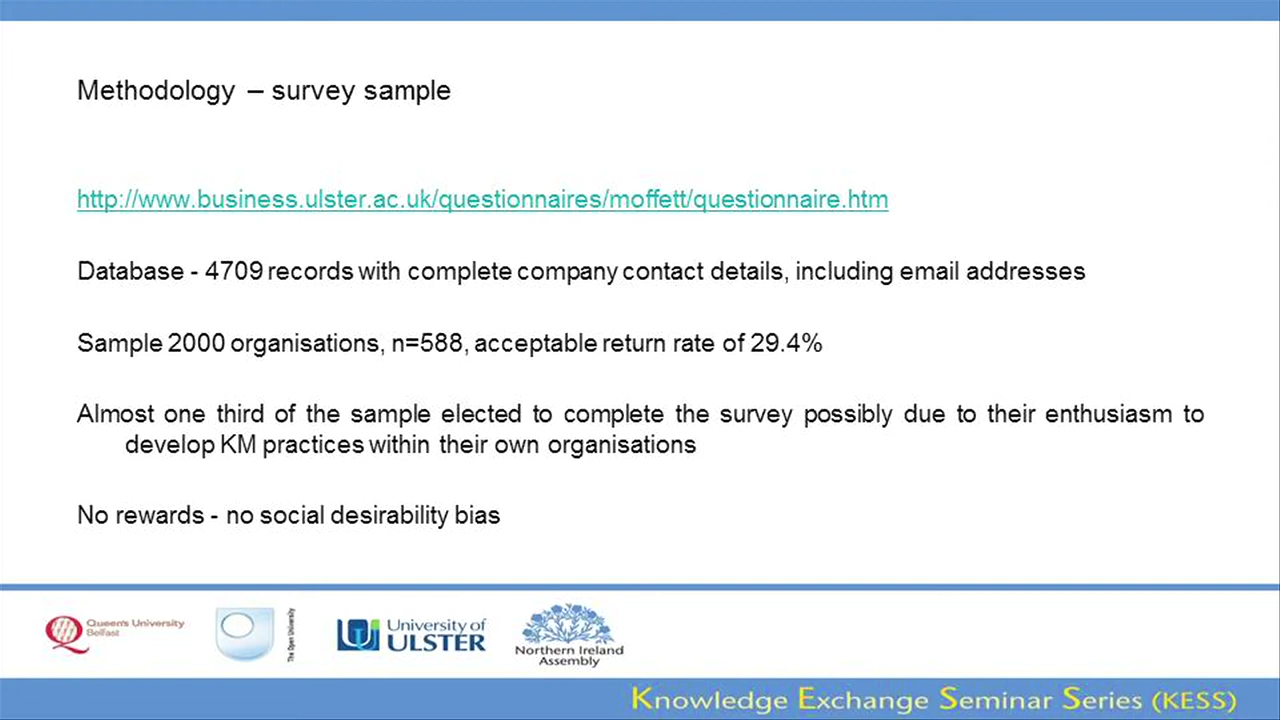 Methodology – survey sample
http://www.business.ulster.ac.uk/questionnaires/moffett/questionnaire.htm
Database - 4709 records with complete company contact details, including email addresses
Sample 2000 organisations, n=588, acceptable return rate of 29.4%
Almost one third of the sample elected to complete the survey possibly due to their enthusiasm to
develop KM practices within their own organisations
No rewards - no social desirability bias
Queen's University
Belfast
The Open University
University of
ULSTER
Northern Ireland
Assembly
Knowledge Exchange Seminar Series (KESS)